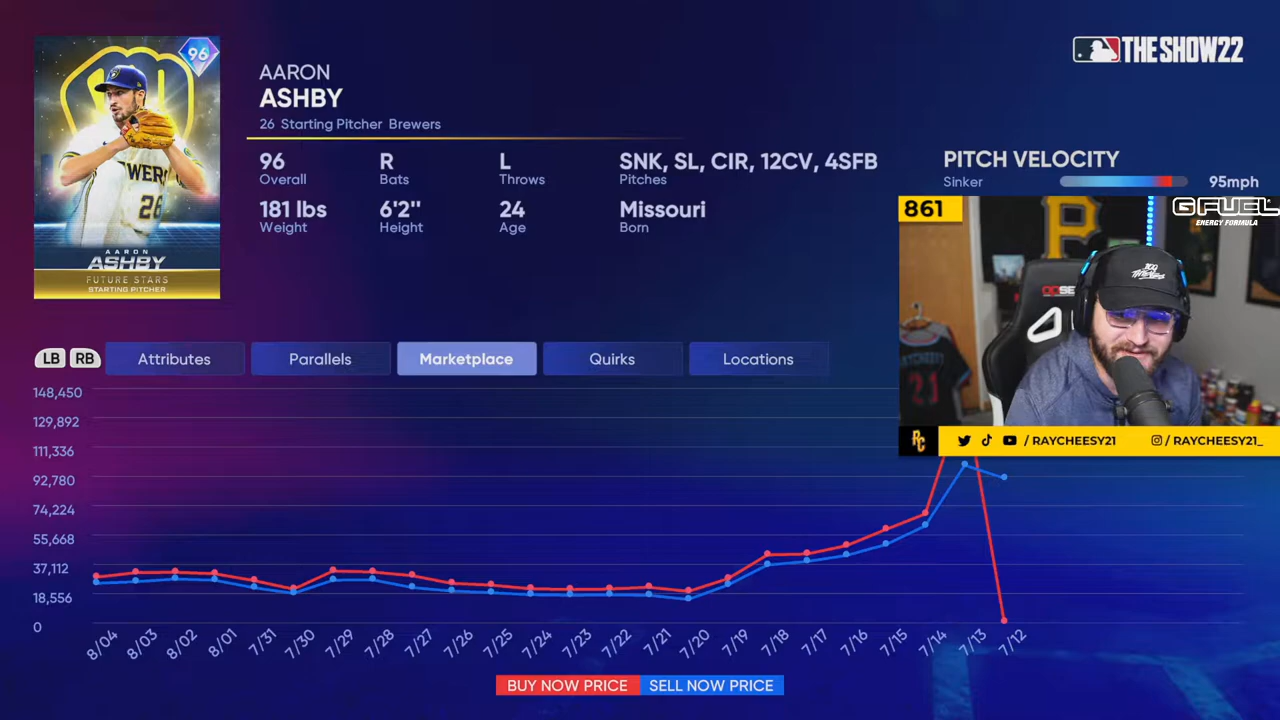 96
AARON
ASHBY
FUTURE STARS
STARTING PITCHER
AARON
ASHBY
26 Starting Pitcher Brewers
THE SHOW22
96
Overall
R
Bats
L
Throws
SNK, SL, CIR, 12CV, 4SFB
Pitches
181 lbs
Weight
6'2"
Height
24
Age
Missouri
Born
PITCH VELOCITY
Sinker
95mph
861
GFUEL
ENERGY FORMULA
P
21
RC
/ RAYCHEESY21
/ RAYCHEESY21_
LB
RB
Attributes
Parallels
Marketplace
Quirks
Locations
148,450
129,892
111,336
92,780
74,224
55,668
37,112
18,556
0
8/04
8/03
8/02
8/01
7/31
7/30
7/29
7/28
7/27
7/26
7/25
7/24
7/23
7/22
7/21
7/20
7/19
7/18
7/17
7/16
7/15
7/14
7/13
7/12
BUY NOW PRICE
SELL NOW PRICE